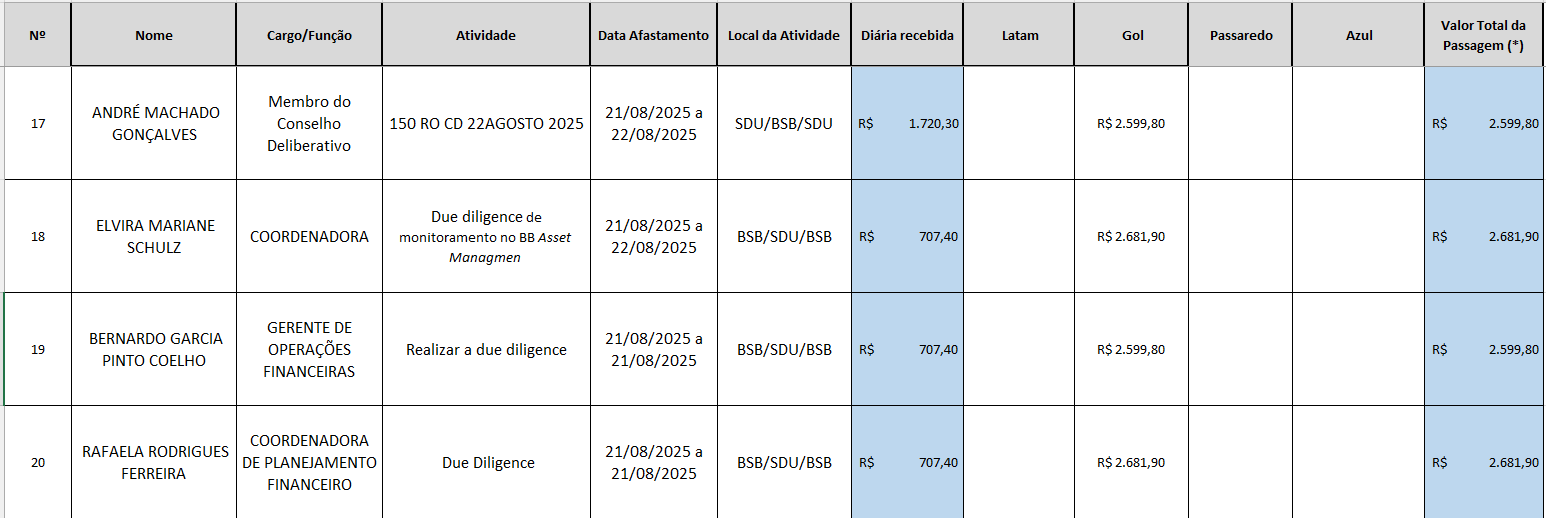 Nº Nome Cargo/Função Atividade Data Afastamento Local da Atividade Diária recebida Latam Gol Passaredo Azul Valor Total da
Passagem (*)
17 ANDRÉ MACHADO
GONÇALVES
Membro do
Conselho
Deliberativo
150 RO CD 22AGOSTO 2025
21/08/2025 a
22/08/2025
SDU/BSB/SDU R$ 1.720,30 R$ 2.599,80 R$ 2.599,80
18 ELVIRA MARIANE
SCHULZ
COORDENADORA
Due diligence de
monitoramento no BB Asset
Managmen
21/08/2025 a
22/08/2025
BSB/SDU/BSB R$ 707,40 R$ 2.681,90 R$ 2.681,90
19 BERNARDO GARCIA
PINTO COELHO
GERENTE DE
OPERAÇÕES
FINANCEIRAS
Realizar a due diligence
21/08/2025 a
21/08/2025
BSB/SDU/BSB R$ 707,40 R$ 2.599,80 R$ 2.599,80
20 RAFAELA RODRIGUES
FERREIRA
COORDENADORA
DE PLANEJAMENTO
FINANCEIRO
Due Diligence
21/08/2025 a
21/08/2025
BSB/SDU/BSB R$ 707,40 R$ 2.681,90 R$ 2.681,90